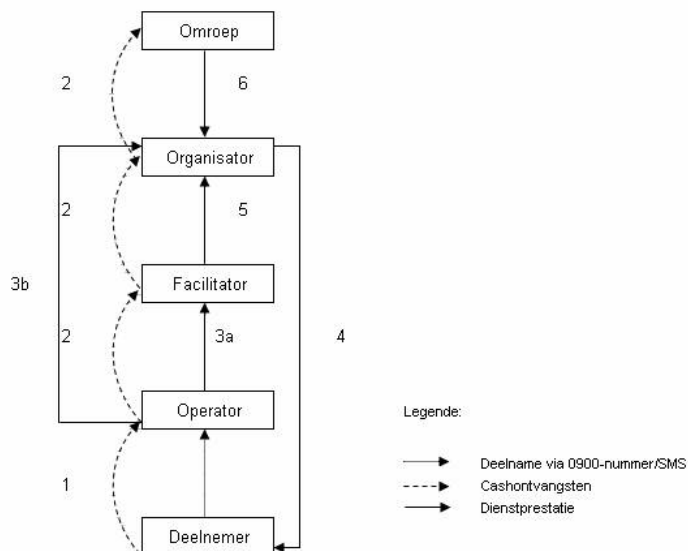 Omroep
2
6
Organisator
2
5
3b
Facilitator
2
3a
4
Operator
Legende:
Deelname via 0900-nummer/SMS
1
Cashontvangsten
Dienstprestatie
Deelnemer